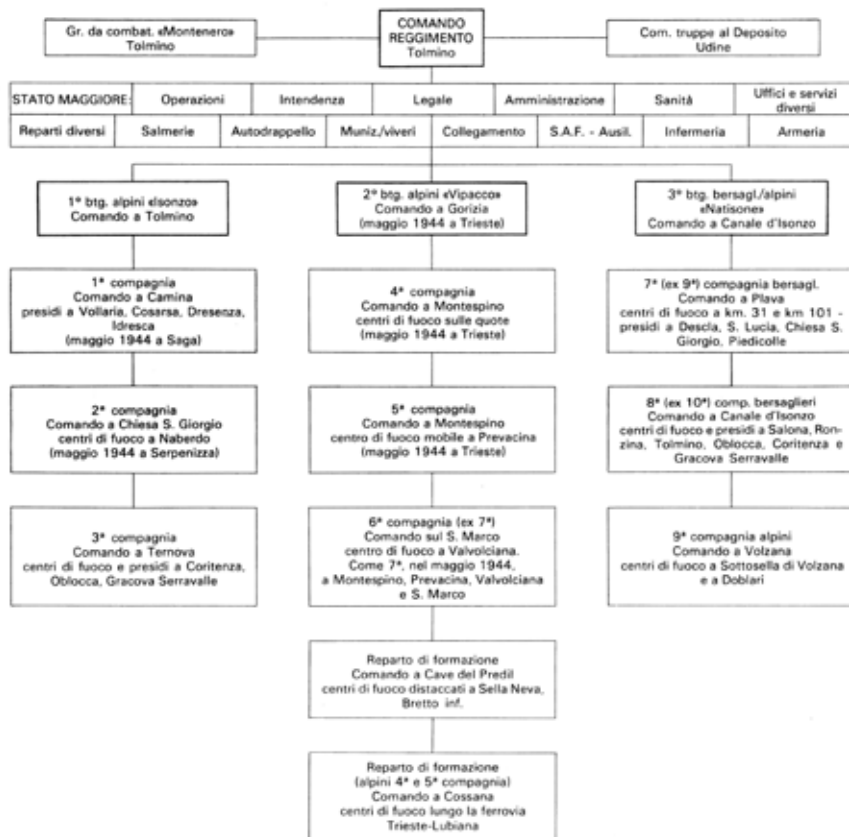 Gr. da combat. «Montenero»
Tolmino
COMANDO
REGGIMENTO
Tolmino
Com. truppe al Deposito
Udine
STATO MAGGIORE:
Operazioni
Intendenza
Legale
Amministrazione
Sanità
Uffici e servizi
diversi
Reparti diversi
Salmerie
Autodrappello
Muniz./viveri
Collegamento
S.A.F. - Ausil.
Infermeria
Armeria
1° btg. alpini «Isonzo»
Comando a Tolmino
2° btg. alpini «Vipacco»
Comando a Gorizia
(maggio 1944 a Trieste)
3° btg. bersagl./alpini
«Natisone»
Comando a Canale d'Isonzo
1ª compagnia
Comando a Camina
presidi a Vollaria, Cosarsa, Dresenza,
Idresca
(maggio 1944 a Saga)
4ª compagnia
Comando a Montespino
centri di fuoco sulle quote
(maggio 1944 a Trieste)
7ª (ex 9ª) compagnia bersagl.
Comando a Plava
centri di fuoco a km. 31 e km 101 -
presidi a Descla, S. Lucia, Chiesa S.
Giorgio, Piedicolle
2ª compagnia
Comando a Chiesa S. Giorgio
centri di fuoco a Naberdo
(maggio 1944 a Serpenizza)
5ª compagnia
Comando a Montespino
centro di fuoco mobile a Prevacina
(maggio 1944 a Trieste)
8ª (ex 10ª) comp. bersaglieri
Comando a Canale d'Isonzo
centri di fuoco e presidi a Salona, Ron-
zina, Tolmino, Oblocca, Coritenza e
Gracova Serravalle
3ª compagnia
Comando a Ternova
centri di fuoco e presidi a Coritenza,
Oblocca, Gracova Serravalle
6ª compagnia (ex 7ª)
Comando sul S. Marco
centro di fuoco a Valvolciana.
Come 7ª, nel maggio 1944,
a Montespino, Prevacina, Valvolciana
e S. Marco
9ª compagnia alpini
Comando a Volzana
centri di fuoco a Sottosella di Volzana
e a Doblari
Reparto di formazione
Comando a Cave del Predil
centri di fuoco distaccati a Sella Neva,
Bretto inf.
Reparto di formazione
(alpini 4ª e 5ª compagnia)
Comando a Cossana
centri di fuoco lungo la ferrovia
Trieste-Lubiana